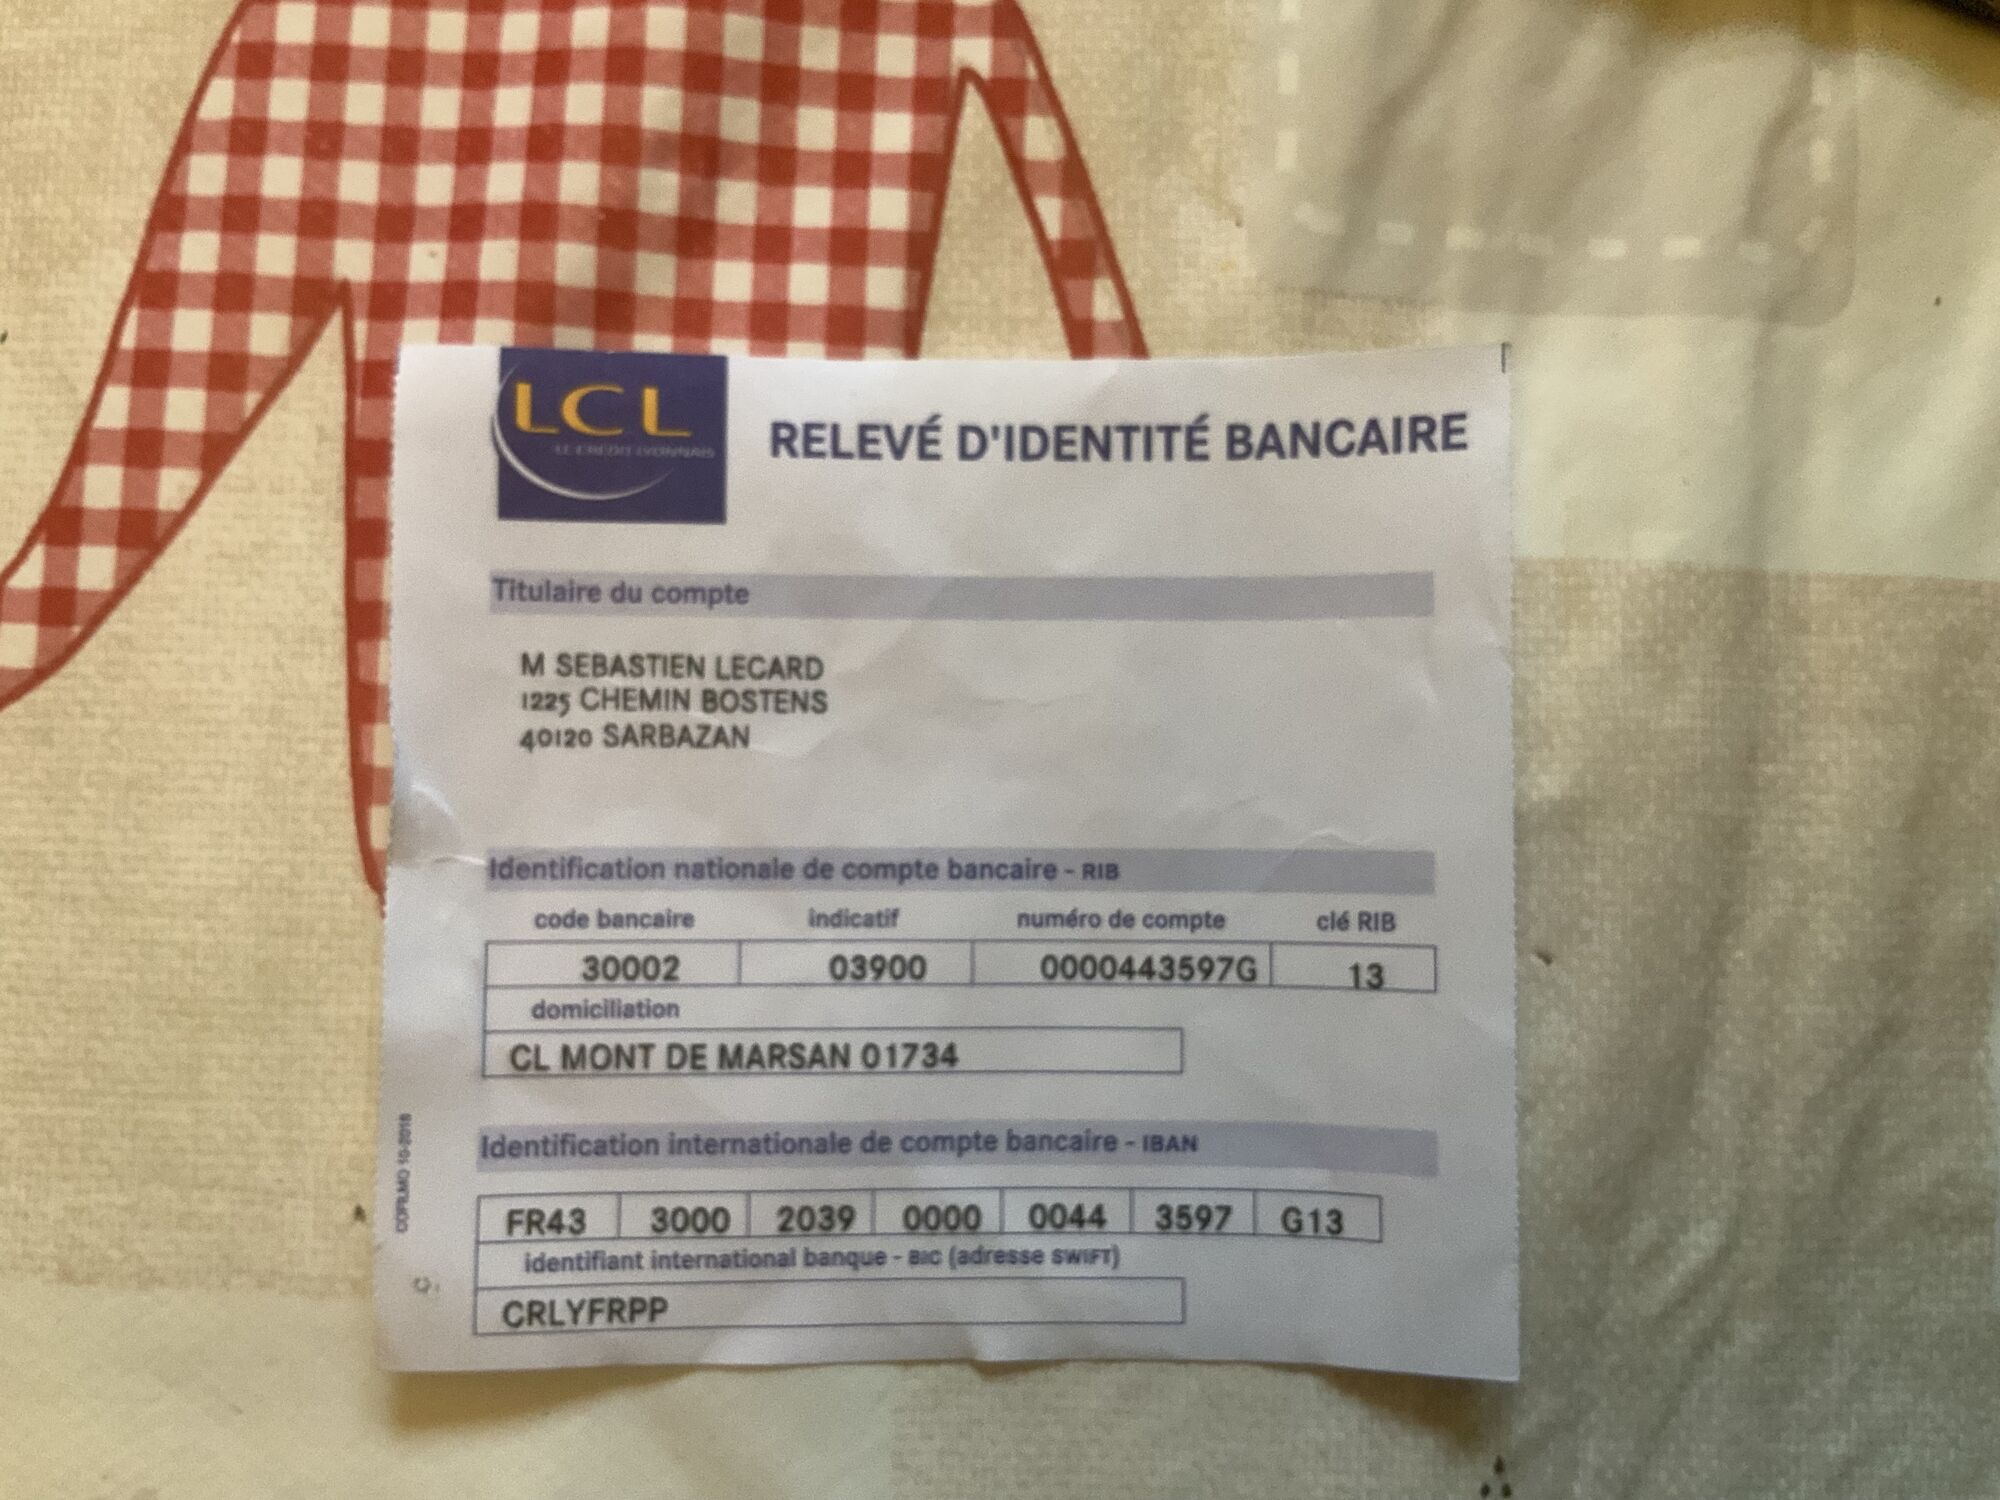 LCL
LE CREDIT LYONNAIS
RELEVÉ D'IDENTITÉ BANCAIRE
Titulaire du compte
M SEBASTIEN LECARD
1225 CHEMIN BOSTENS
40120 SARBAZAN
Identification nationale de compte bancaire - RIB
code bancaire indicatif numéro de compte clé RIB
30002 03900 0000443597G 13
domiciliation
CL MONT DE MARSAN 01734
Identification internationale de compte bancaire - IBAN
FR43 3000 2039 0000 0044 3597 G13
identifiant international banque - BIC (adresse SWIFT)
CRLYFRPP